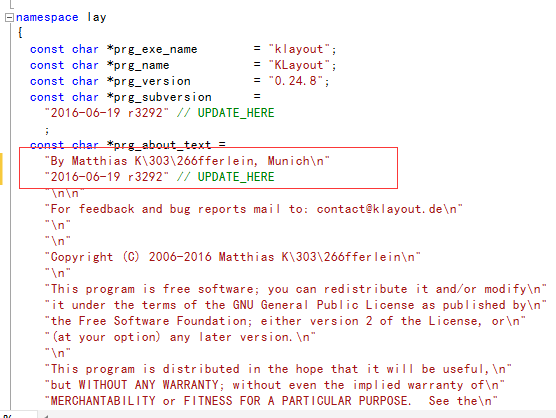 namespace lay
{
const char *prg_exe_name = "klayout";
const char *prg_name = "KLayout";
const char *prg_version = "0.24.8";
const char *prg_subversion =
"2016-06-19 r3292" // UPDATE_HERE
;
const char *prg_about_text =
"By Matthias K\303\266fferlein, Munich\n"
"2016-06-19 r3292" // UPDATE_HERE
"\n\n"
"For feedback and bug reports mail to: contact@klayout.de\n"
"\n"
"\n"
"Copyright (C) 2006-2016 Matthias K\303\266fferlein\n"
"\n"
"This program is free software; you can redistribute it and/or modify\n"
"it under the terms of the GNU General Public License as published by\n"
"the Free Software Foundation; either version 2 of the License, or\n"
"(at your option) any later version.\n"
"\n"
"This program is distributed in the hope that it will be useful,\n"
"but WITHOUT ANY WARRANTY; without even the implied warranty of\n"
"MERCHANTABILITY or FITNESS FOR A PARTICULAR PURPOSE.  See the\n"